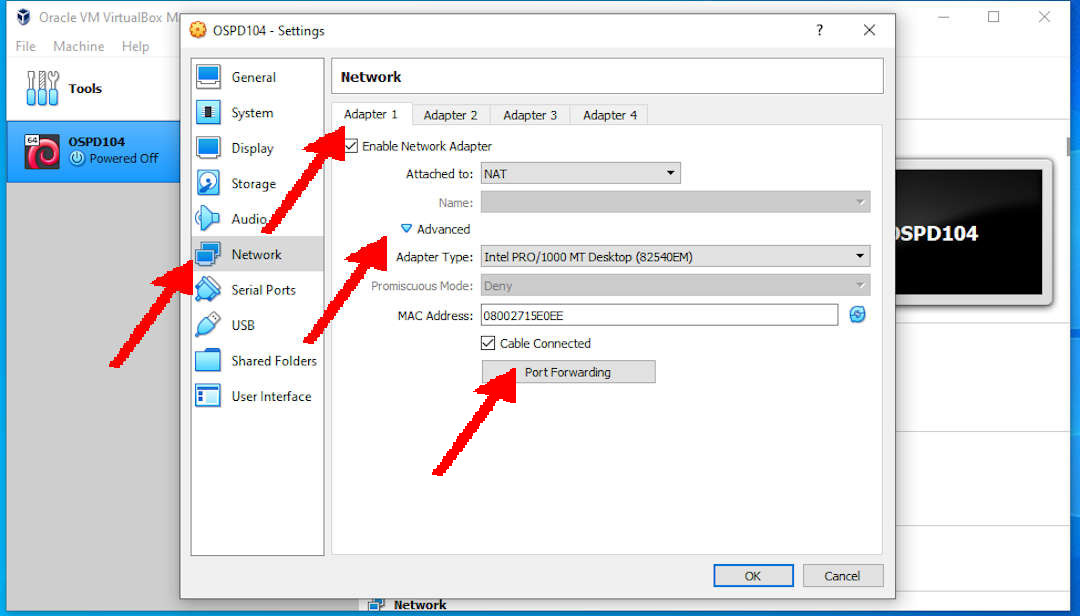 Oracle VM VirtualBox M
File Machine Help
Tools
64
OSPD104
Powered Off
OSPD104 - Settings
?
General
System
Display
Storage
Audio
Network
Serial Ports
USB
Shared Folders
User Interface
Network
Adapter 1 Adapter 2 Adapter 3 Adapter 4
Enable Network Adapter
Attached to: NAT
Name:
Advanced
Adapter Type: Intel PRO/1000 MT Desktop (82540EM)
Promiscuous Mode: Deny
MAC Address: 08002715E0EE
Cable Connected
Port Forwarding
OK Cancel
OSPD104
Network